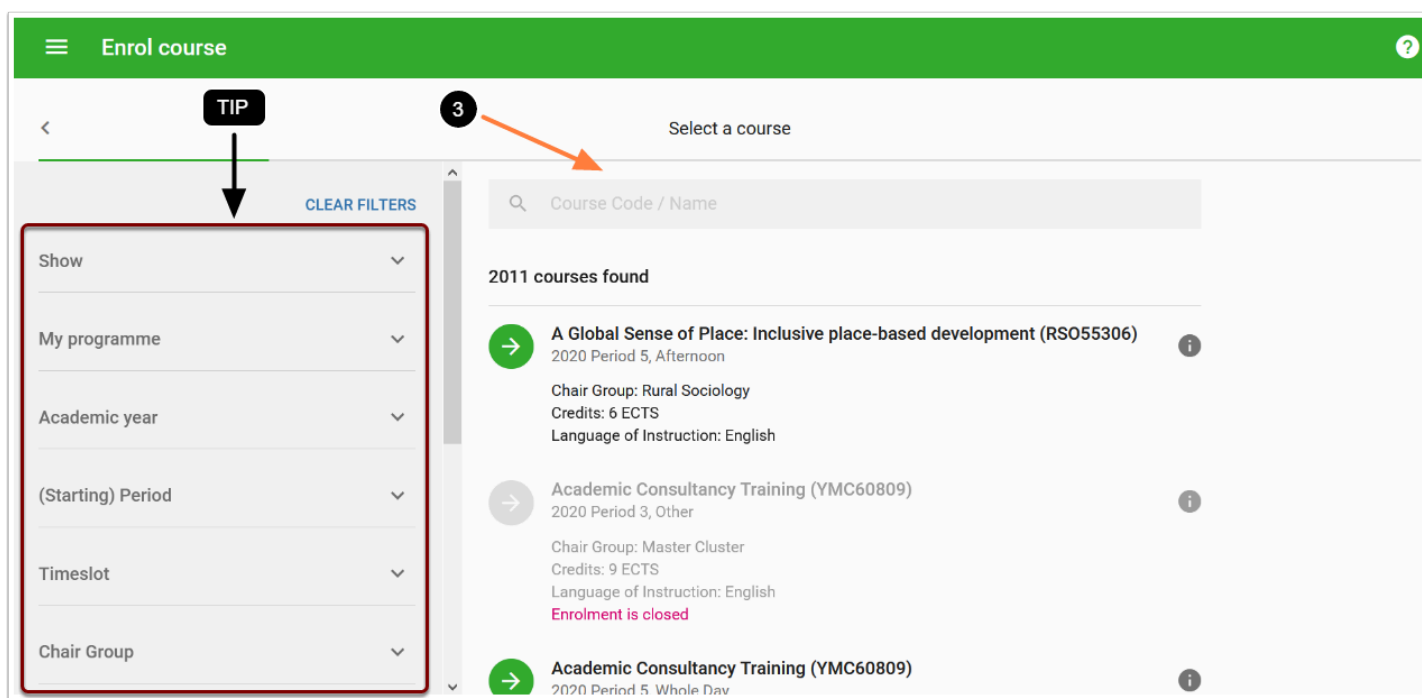 Enrol course
?
TIP
3
Select a course
CLEAR FILTERS
Show
My programme
Academic year
(Starting) Period
Timeslot
Chair Group
Course Code / Name
2011 courses found
A Global Sense of Place: Inclusive place-based development (RSO55306)
2020 Period 5, Afternoon
Chair Group: Rural Sociology
Credits: 6 ECTS
Language of Instruction: English
Academic Consultancy Training (YMC60809)
2020 Period 3, Other
Chair Group: Master Cluster
Credits: 9 ECTS
Language of Instruction: English
Enrolment is closed
Academic Consultancy Training (YMC60809)
2020 Period 5, Whole Day